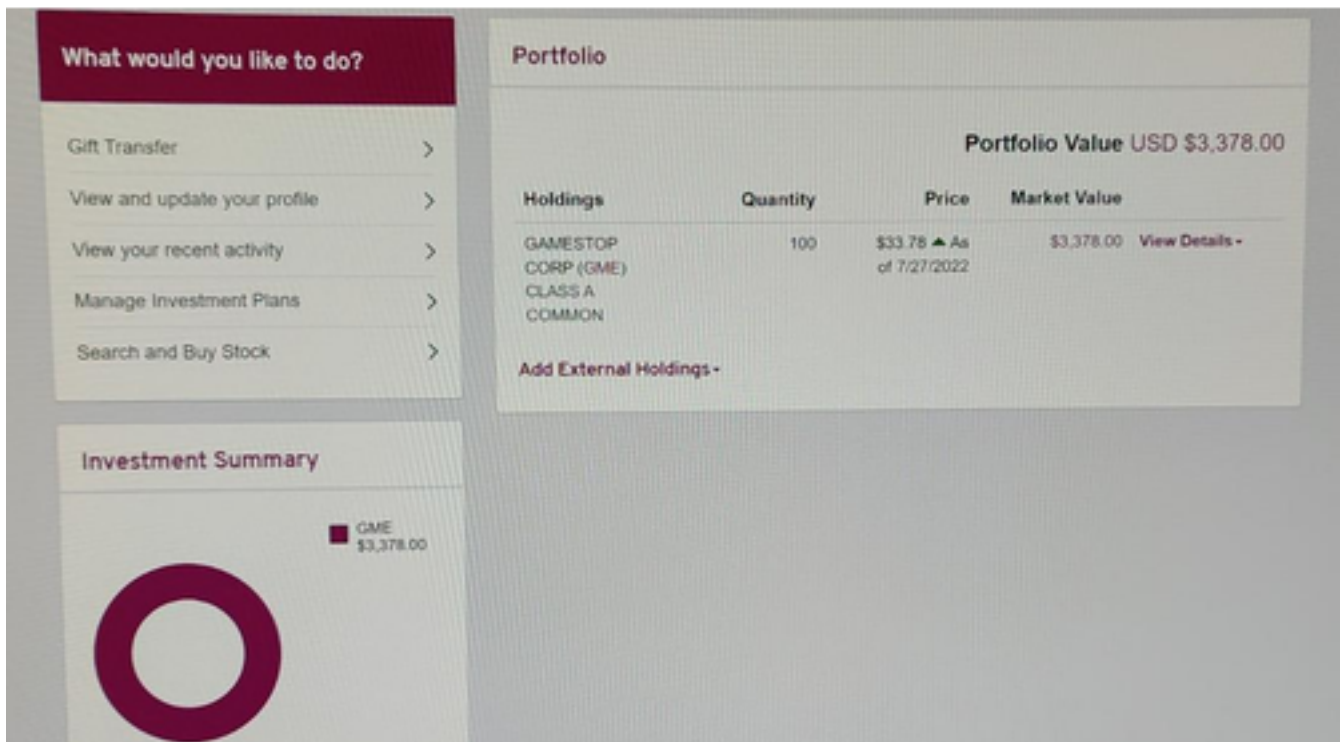 What would you like to do?
Gift Transfer
View and update your profile
View your recent activity
Manage Investment Plans
Search and Buy Stock
Portfolio
Portfolio Value USD $3,378.00
Holdings Quantity Price Market Value
GAMESTOP 100 $33.78 ▲ As $3,378.00 View Details
CORP (GME) of 7/27/2022
CLASS A
COMMON
Add External Holdings
Investment Summary
GME
$3,378.00